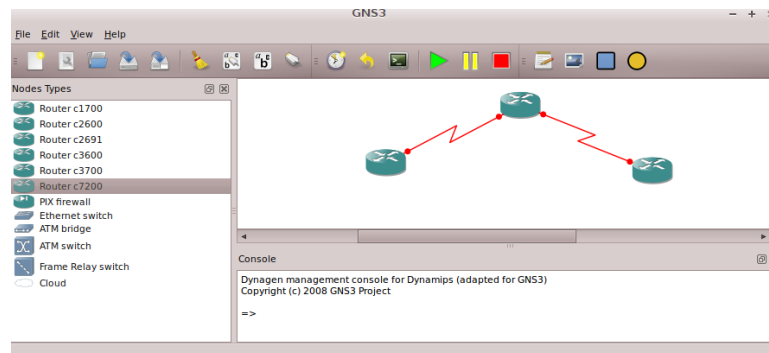 GNS3
File Edit View Help
Nodes Types
Router c1700
Router c2600
Router c2691
Router c3600
Router c3700
Router c7200
PIX firewall
Ethernet switch
ATM bridge
ATM switch
Frame Relay switch
Cloud
Console
Dynagen management console for Dynamips (adapted for GNS3)
Copyright (c) 2008 GNS3 Project
=>